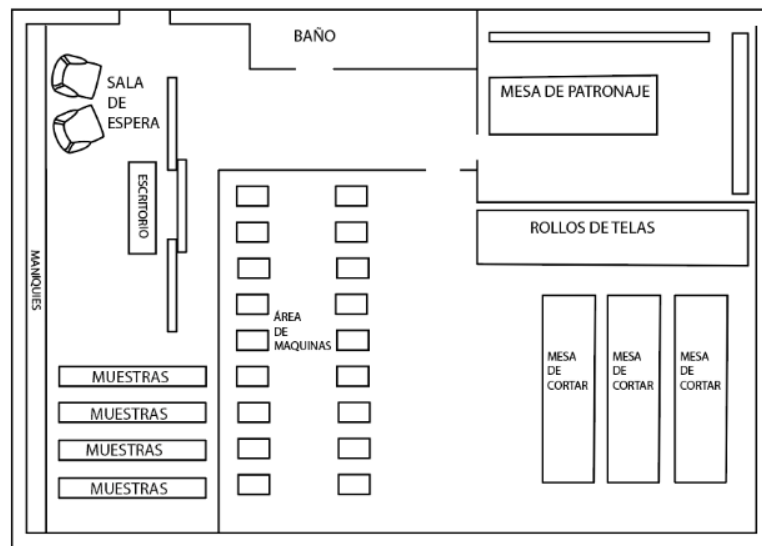 BAÑO
SALA
DE
ESPERA
MESA DE PATRONAJE
ESCRITORIO
ROLLOS DE TELAS
MANIQUIES
ÁREA
DE
MAQUINAS
MESA
DE
CORTAR
MESA
DE
CORTAR
MESA
DE
CORTAR
MUESTRAS
MUESTRAS
MUESTRAS
MUESTRAS